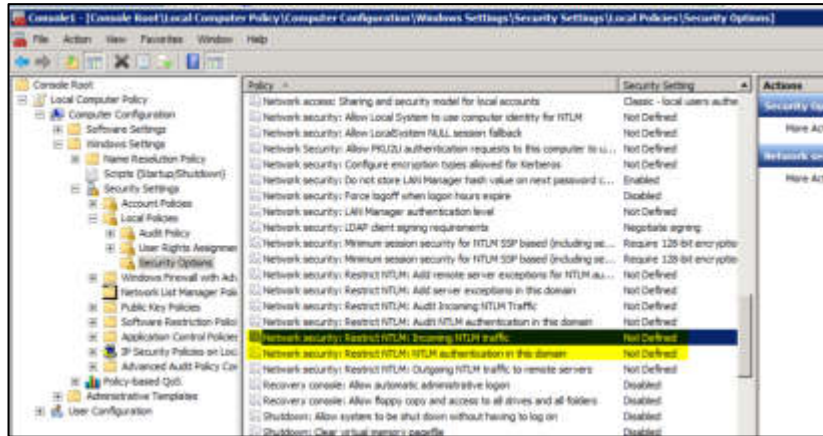 Console1 - [Console Root\Local Computer Policy\Computer Configuration\Windows Settings\Security Settings\Local Policies\Security Options]
File Action View Favorites Window Help
Console Root
Local Computer Policy
Computer Configuration
Software Settings
Windows Settings
Name Resolution Policy
Scripts (Startup/Shutdown)
Security Settings
Account Policies
Local Policies
Audit Policy
User Rights Assignmen
Security Options
Windows Firewall with Adv
Network List Manager Poli
Public Key Policies
Software Restriction Polici
Application Control Policies
IP Security Policies on Loc
Advanced Audit Policy Con
Policy-based QoS
Administrative Templates
User Configuration
Policy Security Setting
Network access: Sharing and security model for local accounts Classic - local users authe
Network security: Allow Local System to use computer identity for NTLM Not Defined
Network security: Allow LocalSystem NULL session fallback Not Defined
Network Security: Allow PKU2U authentication requests to this computer to u... Not Defined
Network security: Configure encryption types allowed for Kerberos Not Defined
Network security: Do not store LAN Manager hash value on next password c... Enabled
Network security: Force logoff when logon hours expire Disabled
Network security: LAN Manager authentication level Not Defined
Network security: LDAP client signing requirements Negotiate signing
Network security: Minimum session security for NTLM SSP based (including se... Require 128-bit encryptio
Network security: Minimum session security for NTLM SSP based (including se... Require 128-bit encryptio
Network security: Restrict NTLM: Add remote server exceptions for NTLM au... Not Defined
Network security: Restrict NTLM: Add server exceptions in this domain Not Defined
Network security: Restrict NTLM: Audit Incoming NTLM Traffic Not Defined
Network security: Restrict NTLM: Audit NTLM authentication in this domain Not Defined
Network security: Restrict NTLM: Incoming NTLM traffic Not Defined
Network security: Restrict NTLM: NTLM authentication in this domain Not Defined
Network security: Restrict NTLM: Outgoing NTLM traffic to remote servers Not Defined
Recovery console: Allow automatic administrative logon Disabled
Recovery console: Allow floppy copy and access to all drives and all folders Disabled
Shutdown: Allow system to be shut down without having to log on Disabled
Shutdown: Clear virtual memory pagefile Disabled
Actions
Security Op
More Ac
Network se
More Ac